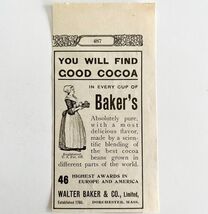 487
YOU WILL FIND
GOOD COCOA
IN EVERY CUP OF
Baker's
Absolutely pure,
with a most
delicious flavor,
made by a scien-
tific blending of
the best cocoa
beans grown in
different parts of the world.
46 HIGHEST AWARDS IN
EUROPE AND AMERICA
WALTER BAKER & CO., Limited,
Established 1780. DORCHESTER, MASS.